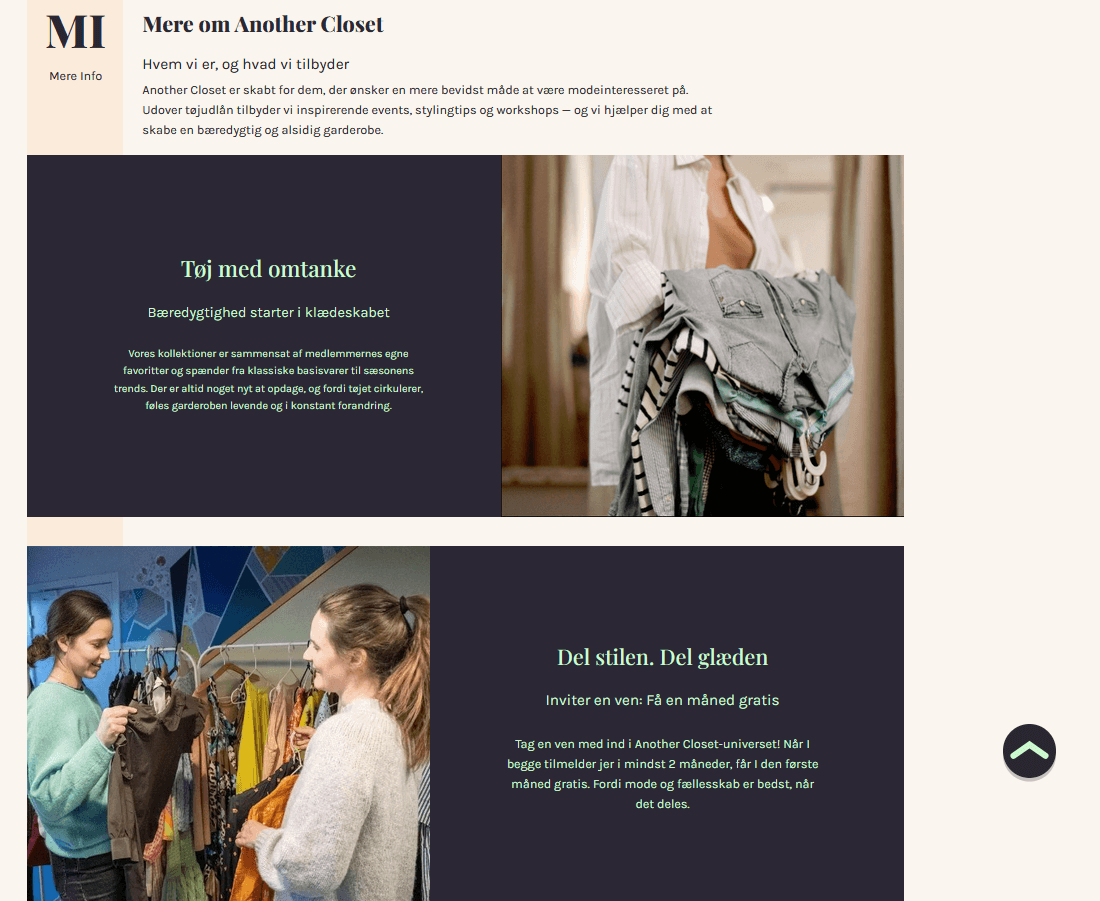 MI
Mere Info
Mere om Another Closet
Hvem vi er, og hvad vi tilbyder
Another Closet er skabt for dem, der ønsker en mere bevidst måde at være modeinteresseret på.
Udover tøjudlån tilbyder vi inspirerende events, stylingtips og workshops — og vi hjælper dig med at
skabe en bæredygtig og alsidig garderobe.
Tøj med omtanke
Bæredygtighed starter i klædeskabet
Vores kollektioner er sammensat af medlemmernes egne
favoritter og spænder fra klassiske basisvarer til sæsonens
trends. Der er altid noget nyt at opdage, og fordi tøjet cirkulerer,
føles garderoben levende og i konstant forandring.
Del stilen. Del glæden
Inviter en ven: Få en måned gratis
Tag en ven med ind i Another Closet-universet! Når I
begge tilmelder jer i mindst 2 måneder, får I den første
måned gratis. Fordi mode og fællesskab er bedst, når
det deles.